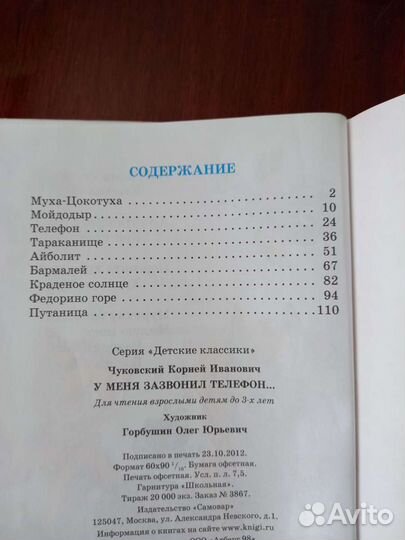 СОДЕРЖАНИЕ
Муха-Цокотуха 2
Мойдодыр 10
Телефон 24
Тараканище 36
Айболит 51
Бармалей 67
Краденое солнце 82
Федорино горе 94
Путаница 110
Серия «Детские классики»
Чуковский Корней Иванович
У МЕНЯ ЗАЗВОНИЛ ТЕЛЕФОН...
Для чтения взрослыми детям до 3-х лет
Художник
Горбушин Олег Юрьевич
Подписано в печать 23.10.2012.
Формат 60х90 1/16. Бумага офсетная.
Печать офсетная. Усл. п. л. 7,5.
Гарнитура «Школьная».
Тираж 20 000 экз. Заказ № 3867.
Издательство «Самовар»
125047, Москва, ул. Александра Невского, д.1.
Информация о книгах на сайте www.knigi.ru
ООО «Арбис 98»
Avito